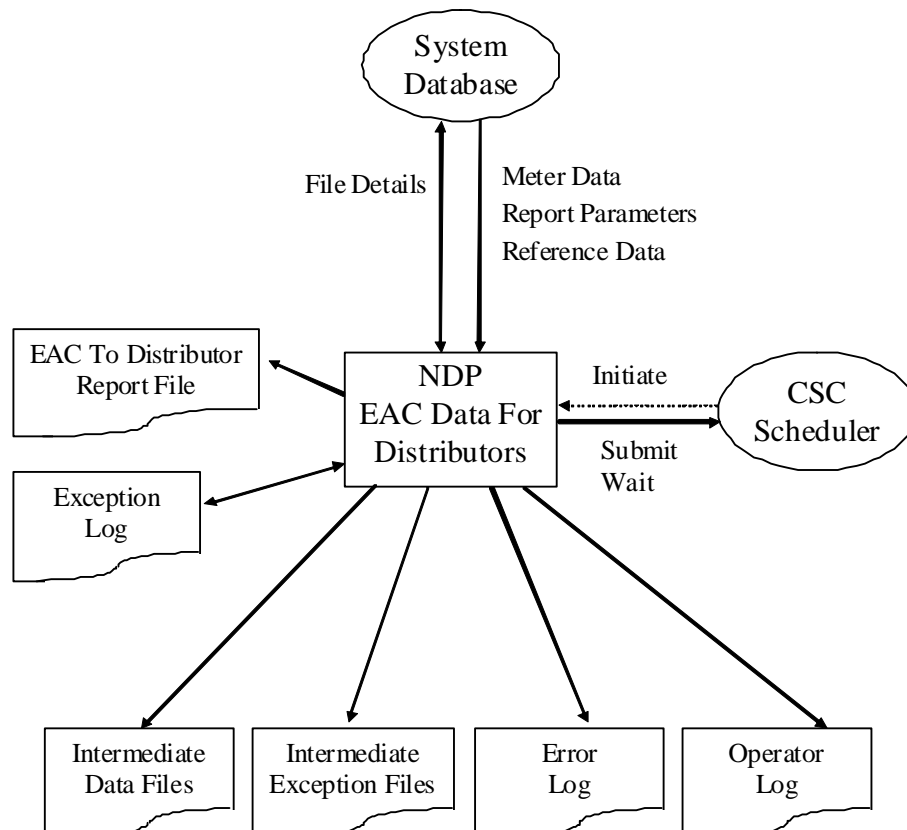 System
Database
File Details
Meter Data
Report Parameters
Reference Data
EAC To Distributor
Report File
NDP
EAC Data For
Distributors
Initiate
CSC
Scheduler
Submit
Wait
Exception
Log
Intermediate
Data Files
Intermediate
Exception Files
Error
Log
Operator
Log